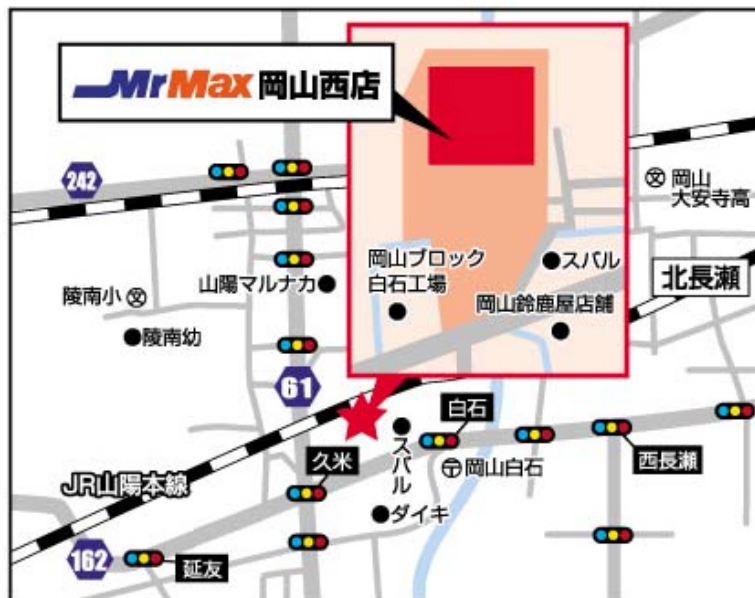 MrMax 岡山西店
242
岡山
大安寺高
岡山ブロック
白石工場
スバル
山陽マルナカ
陵南小
北長瀬
岡山鈴鹿屋店舗
陵南幼
61
白石
スバル
久米
岡山白石
西長瀬
JR山陽本線
ダイキ
162
延友